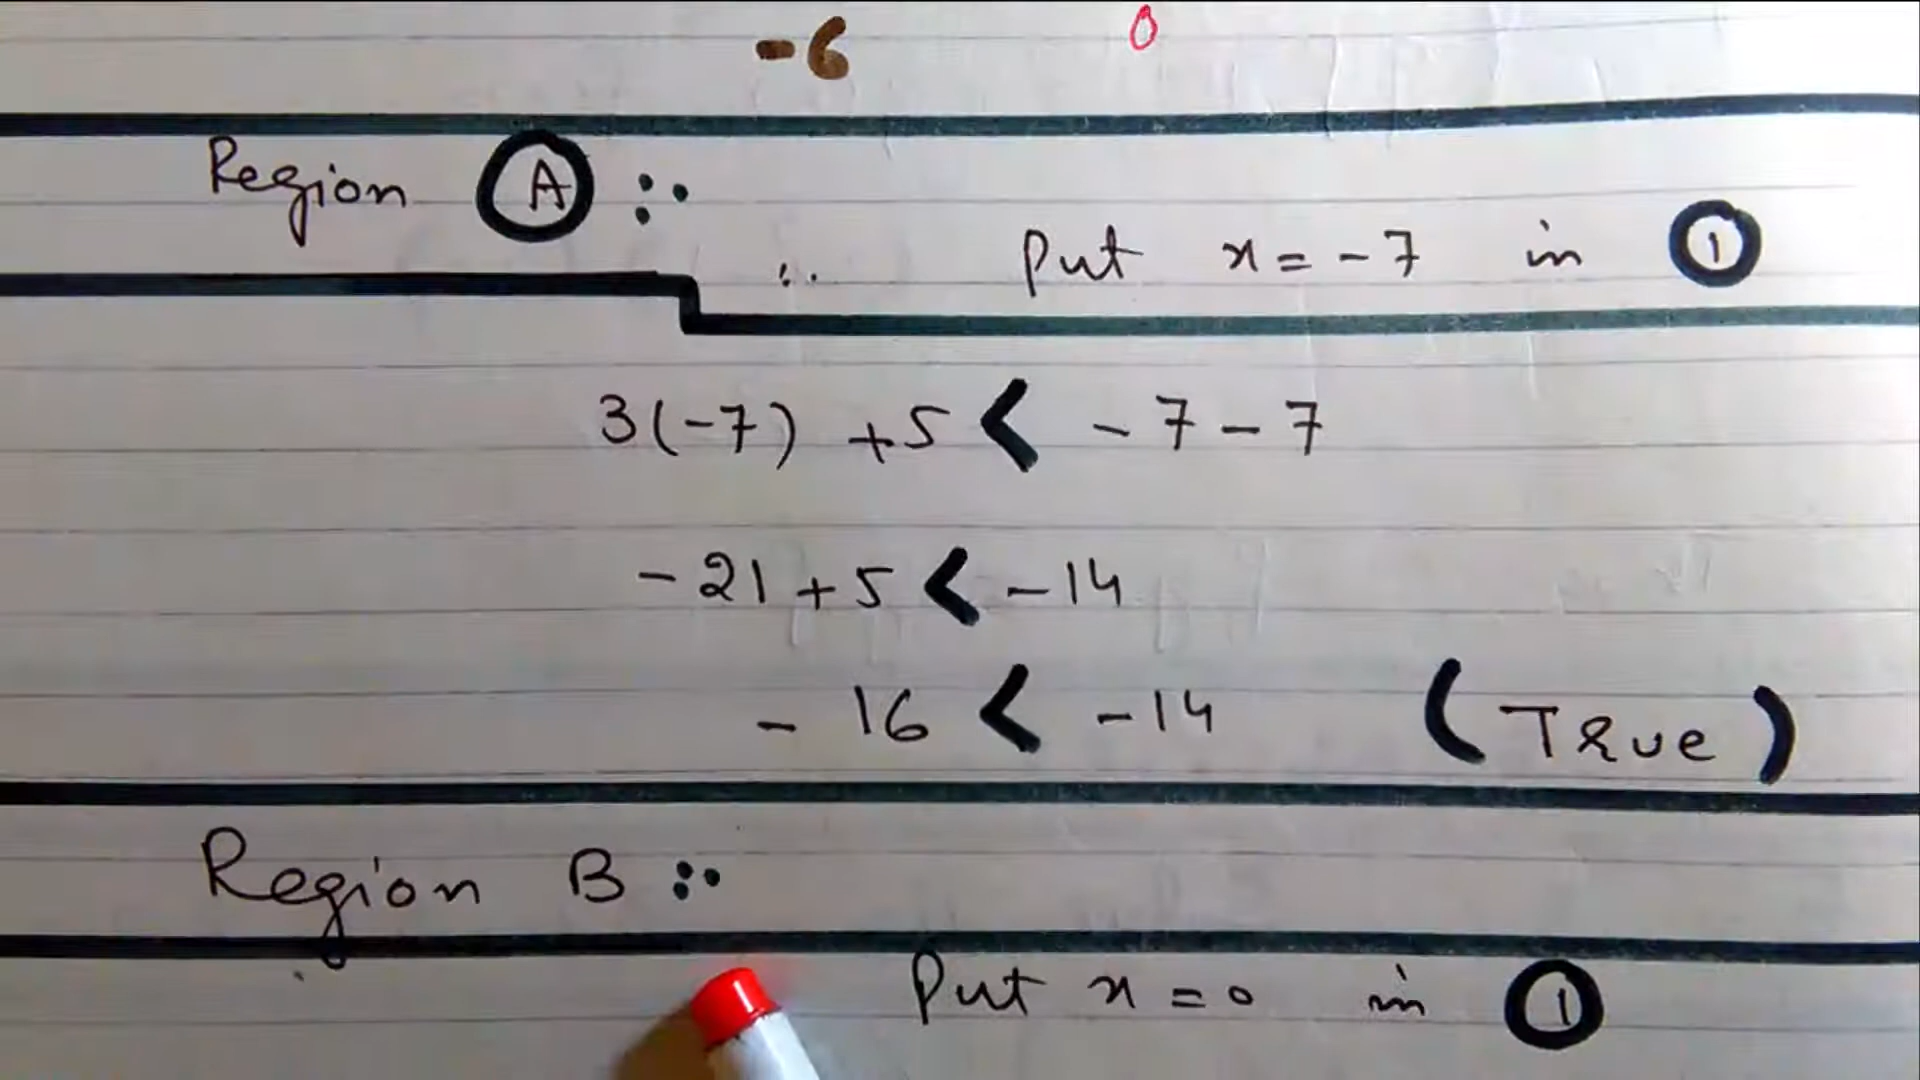 -6 0
Region A :.
:. Put x = -7 in 1
3(-7) +5 < -7-7
-21 +5 < -14
- 16 < -14 (True)
Region B :.
Put x = 0 in 1